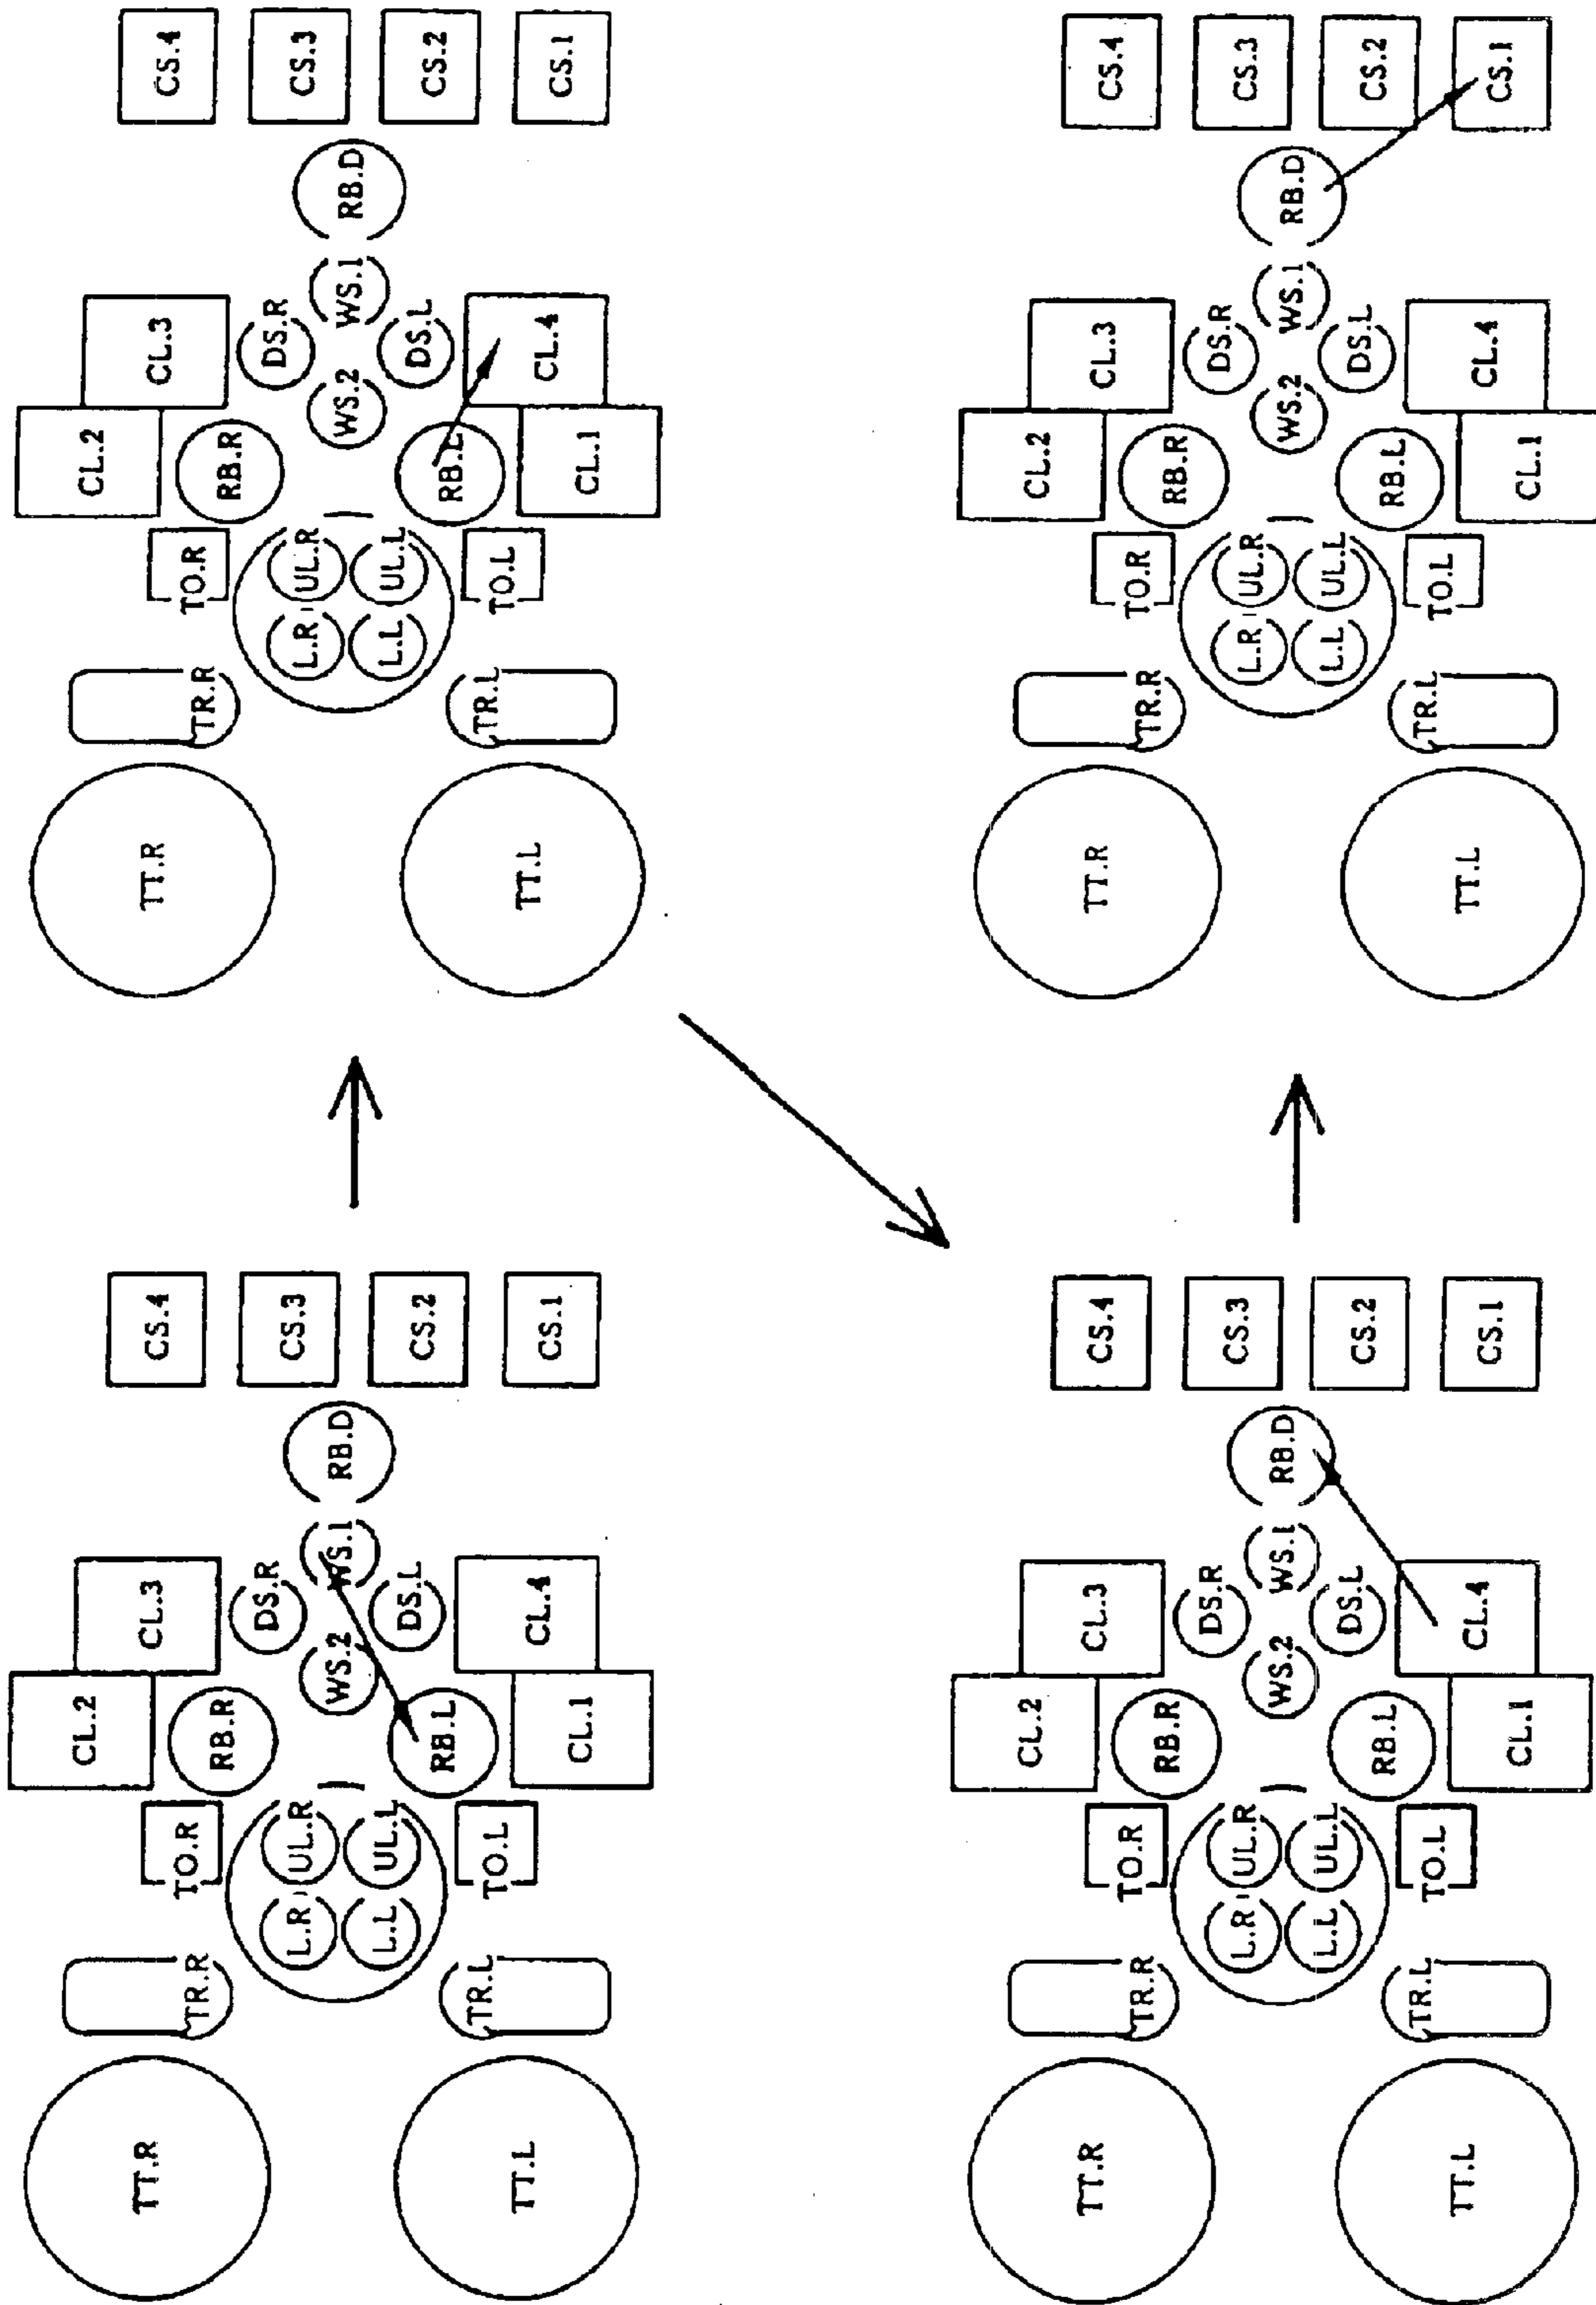 CL.2
TT.R
CL.3
CS.4
TO.R
TR.R
RB.R
DS.R
CS.3
L.R
UL.R
WS.2
WS.1
RB.D
L.L
UL.L
DS.L
CS.2
RB.L
TR.L
TO.L
TT.L
CL.4
CS.1
CL.1
CL.2
TT.R
CL.3
CS.4
TO.R
TR.R
RB.R
DS.R
CS.3
L.R
UL.R
WS.2
WS.1
RB.D
L.L
UL.L
DS.L
CS.2
RB.L
TR.L
TO.L
TT.L
CL.4
CS.1
CL.1
CL.2
TT.R
CL.3
CS.4
TO.R
TR.R
RB.R
DS.R
CS.3
L.R
UL.R
WS.2
WS.1
RB.D
L.L
UL.L
DS.L
CS.2
RB.L
TR.L
TO.L
TT.L
CL.4
CS.1
CL.1
CL.2
TT.R
CL.3
CS.4
TO.R
TR.R
RB.R
DS.R
CS.3
L.R
UL.R
WS.2
WS.1
RB.D
L.L
UL.L
DS.L
CS.2
RB.L
TR.L
TO.L
TT.L
CL.4
CS.1
CL.1